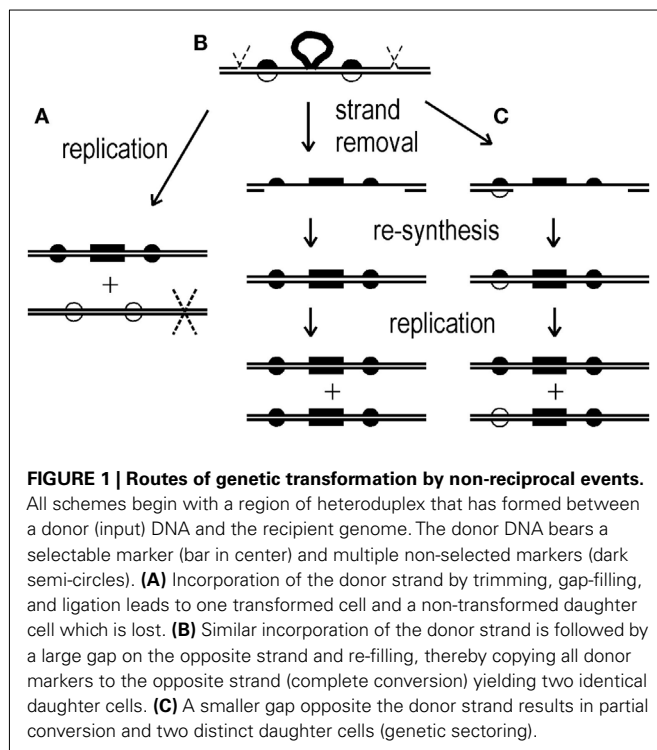 B
A
C
replication
strand
removal
+
re-synthesis
replication
+
+
FIGURE 1 | Routes of genetic transformation by non-reciprocal events.
All schemes begin with a region of heteroduplex that has formed between
a donor (input) DNA and the recipient genome. The donor DNA bears a
selectable marker (bar in center) and multiple non-selected markers (dark
semi-circles). (A) Incorporation of the donor strand by trimming, gap-filling,
and ligation leads to one transformed cell and a non-transformed daughter
cell which is lost. (B) Similar incorporation of the donor strand is followed by
a large gap on the opposite strand and re-filling, thereby copying all donor
markers to the opposite strand (complete conversion) yielding two identical
daughter cells. (C) A smaller gap opposite the donor strand results in partial
conversion and two distinct daughter cells (genetic sectoring).